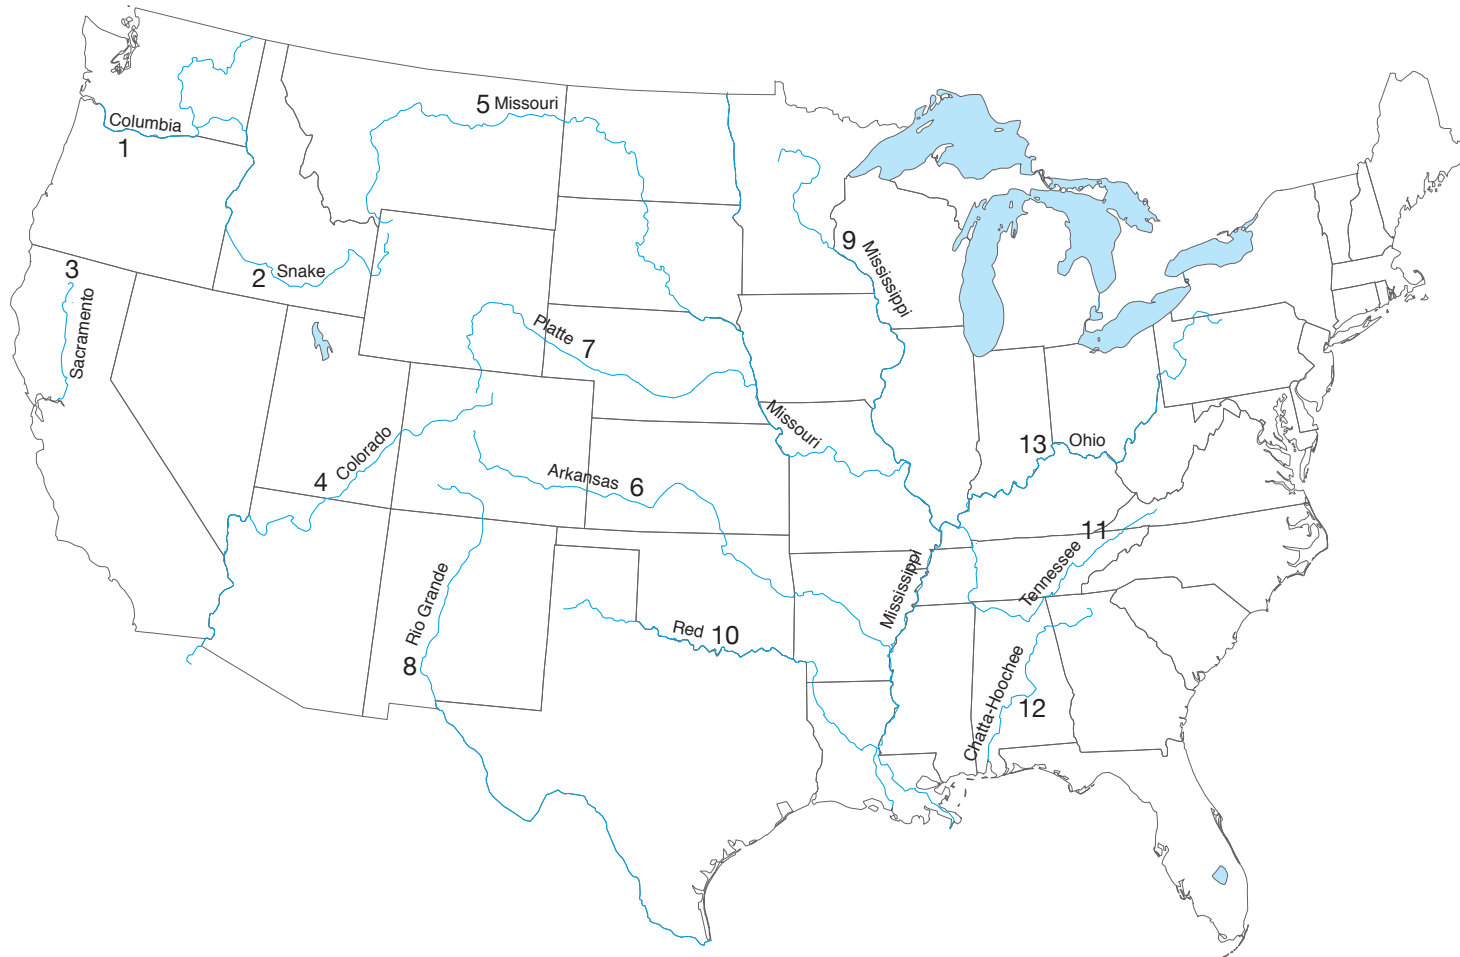 5 Missouri
Columbia
1
9 Mississippi
3
Sacramento
2 Snake
Platte 7
Missouri
4 Colorado
13 Ohio
Arkansas 6
11
Tennessee
Mississippi
Rio Grande
8
Red 10
Chatta-Hoochee
12